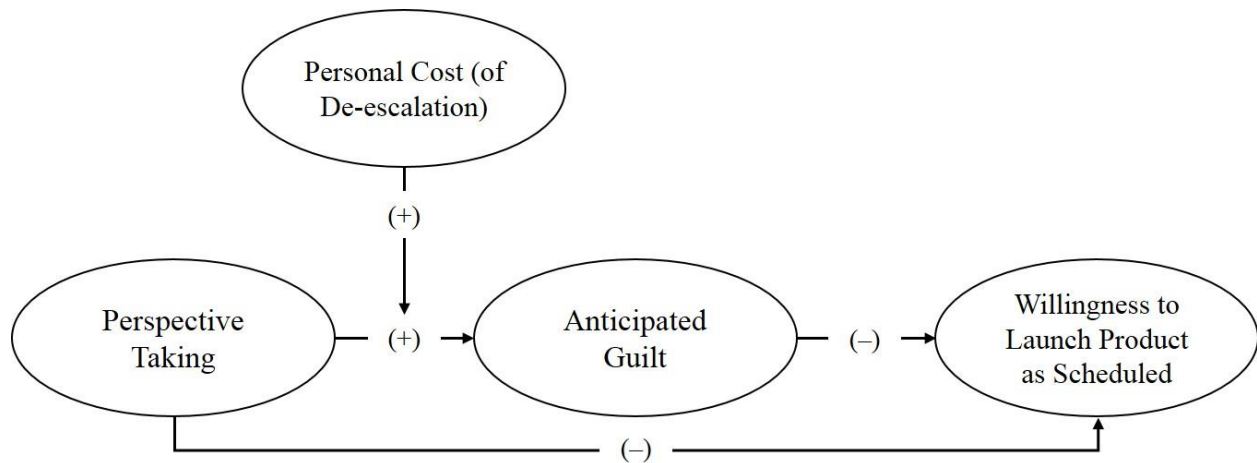 Personal Cost (of
De-escalation)
(+)
Perspective
Taking
(+)
Anticipated
Guilt
(–)
Willingness to
Launch Product
as Scheduled
(–)